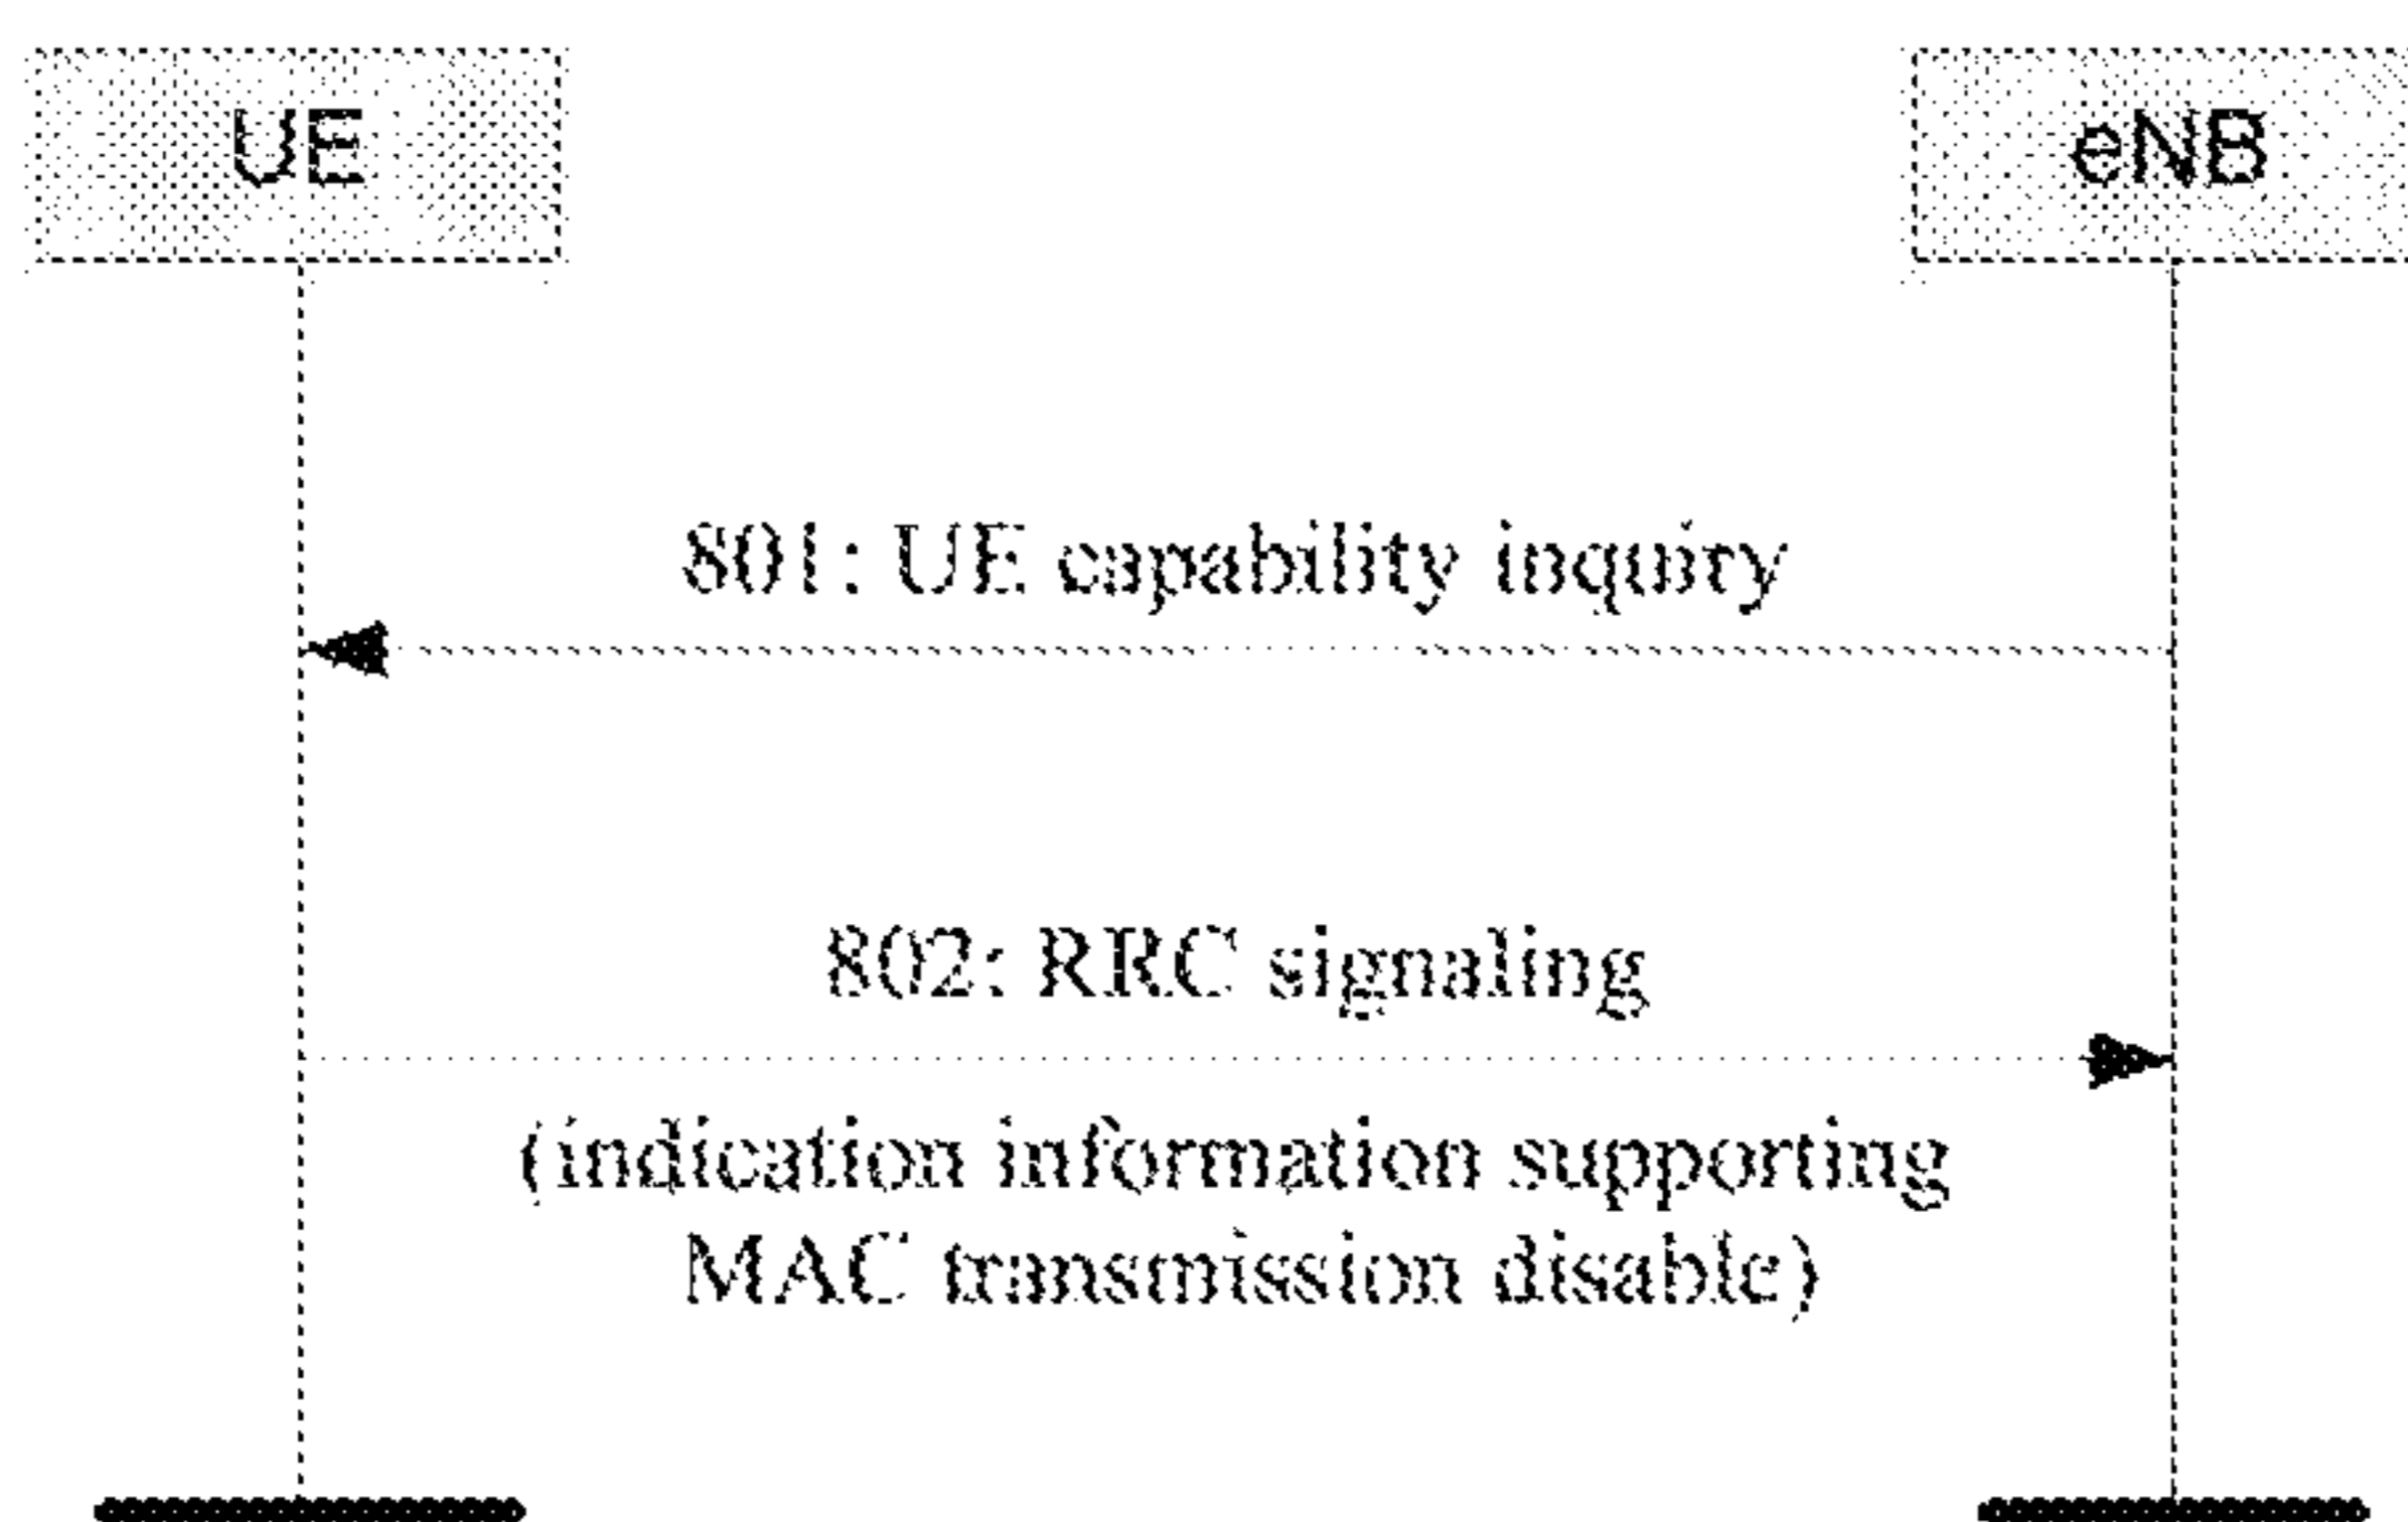 UE
eNB
801: UE capability inquiry
802: RRC signaling
(indication information supporting
MAC transmission disable)